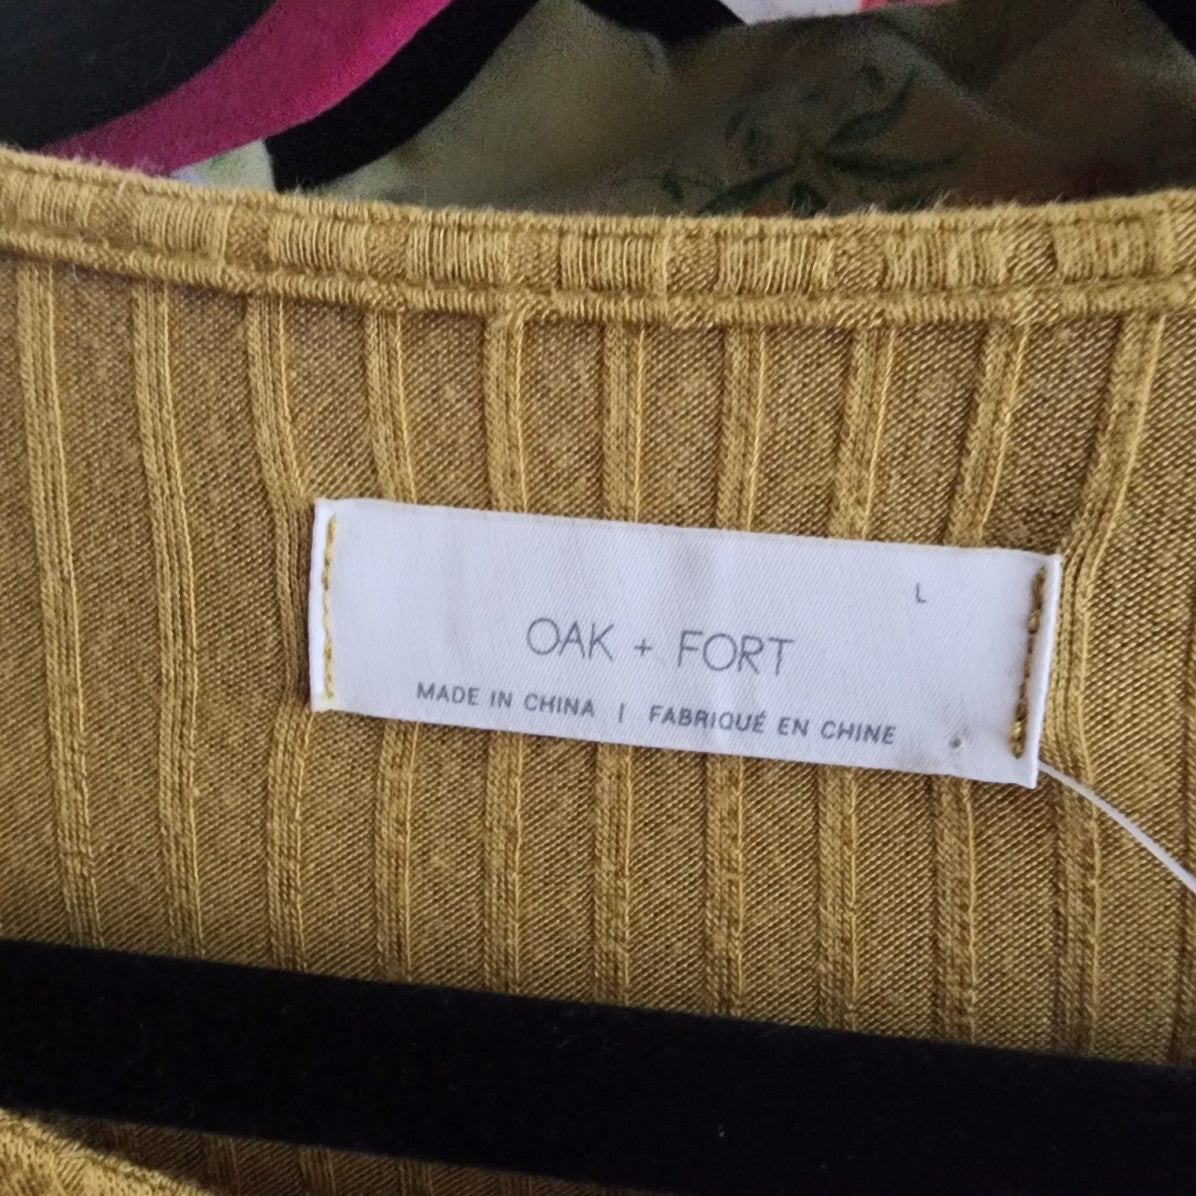 L
OAK + FORT
MADE IN CHINA | FABRIQUÉ EN CHINE